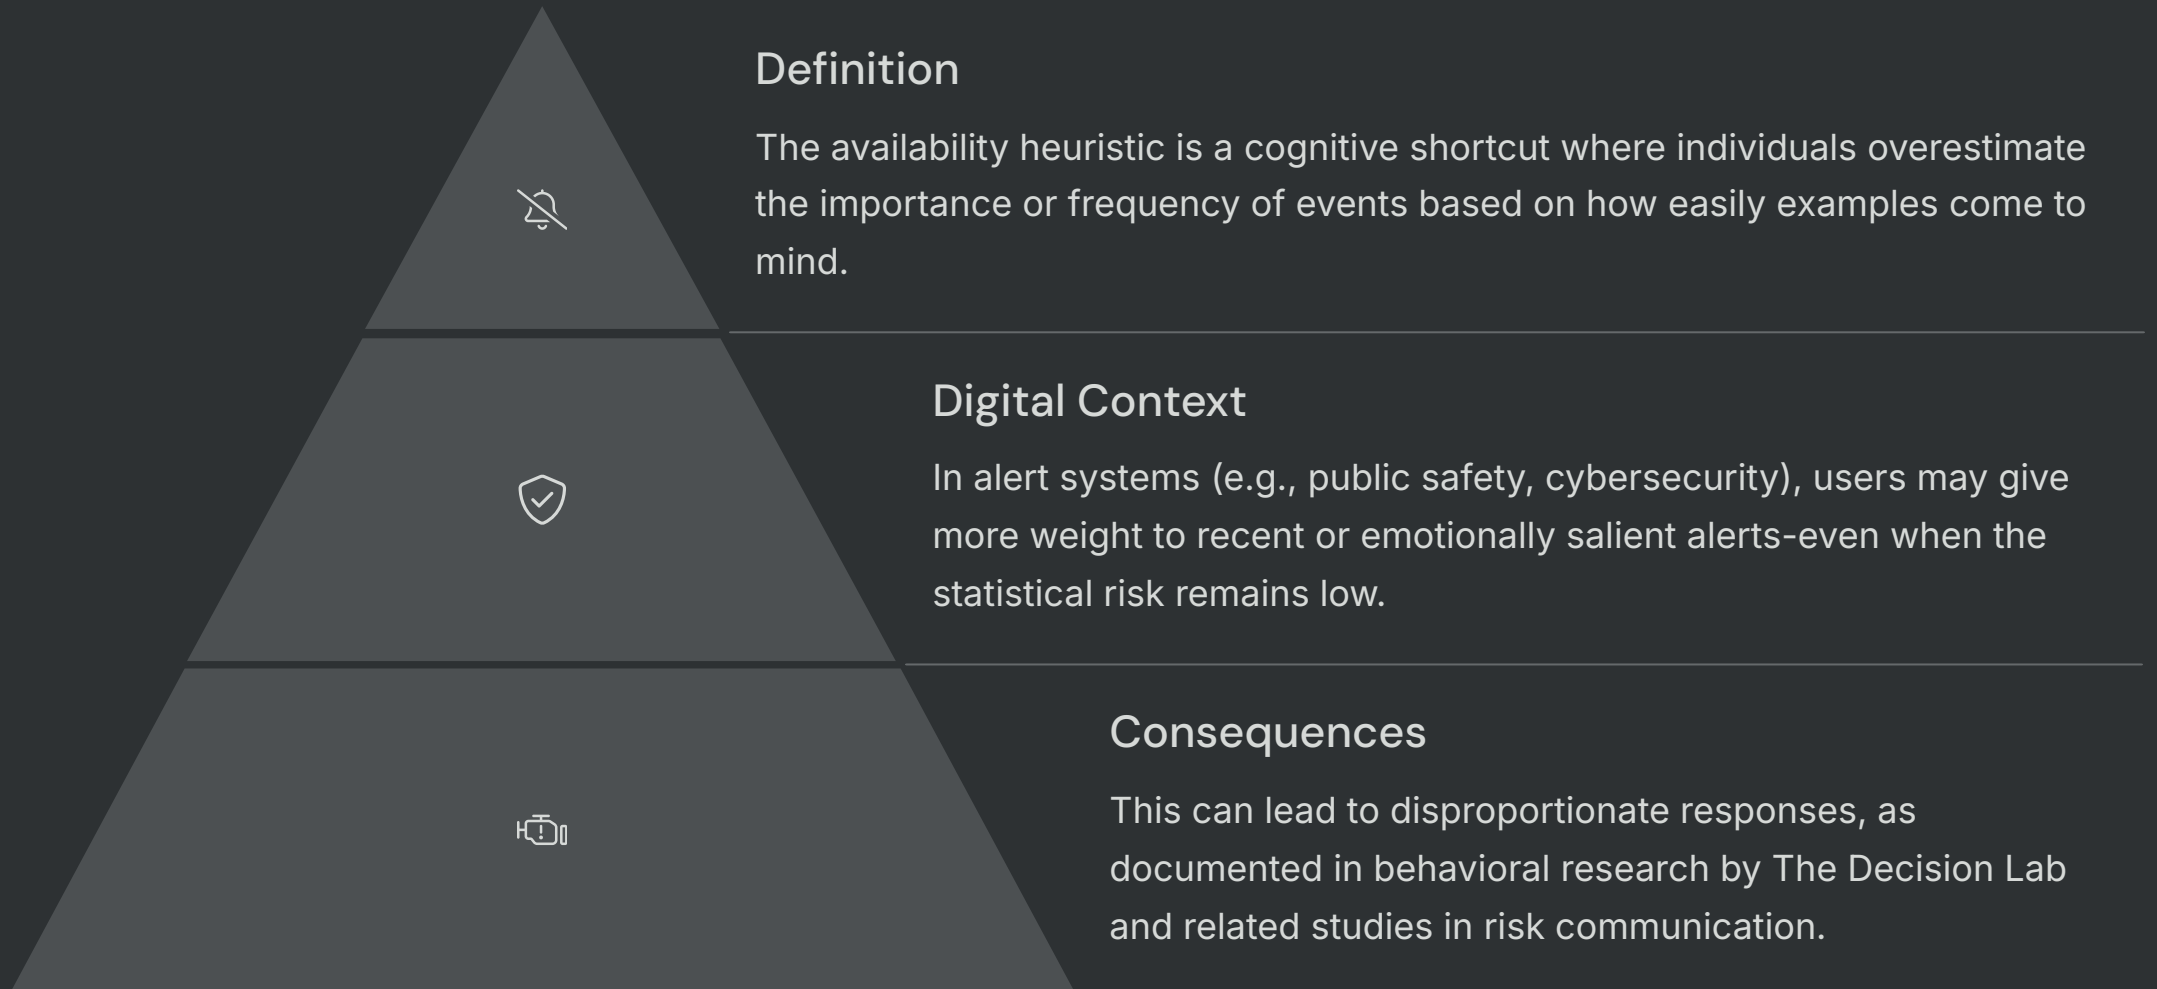 Definition
The availability heuristic is a cognitive shortcut where individuals overestimate
the importance or frequency of events based on how easily examples come to
mind.
Digital Context
In alert systems (e.g., public safety, cybersecurity), users may give
more weight to recent or emotionally salient alerts-even when the
statistical risk remains low.
Consequences
This can lead to disproportionate responses, as
documented in behavioral research by The Decision Lab
and related studies in risk communication.